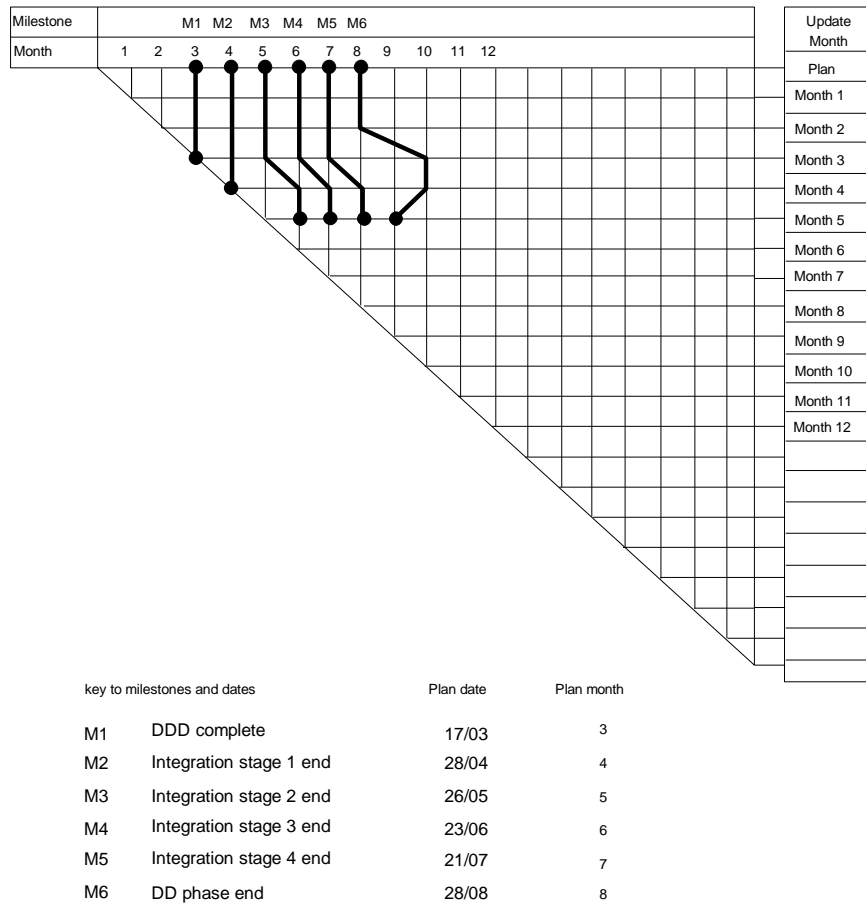 Milestone M1 M2 M3 M4 M5 M6 Update
Month
Month 1 2 3 4 5 6 7 8 9 10 11 12
Plan
Month 1
Month 2
Month 3
Month 4
Month 5
Month 6
Month 7
Month 8
Month 9
Month 10
Month 11
Month 12
key to milestones and dates Plan date Plan month
M1 DDD complete 17/03 3
M2 Integration stage 1 end 28/04 4
M3 Integration stage 2 end 26/05 5
M4 Integration stage 3 end 23/06 6
M5 Integration stage 4 end 21/07 7
M6 DD phase end 28/08 8